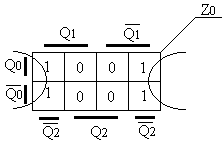 Z0
Q1 Q̅1̅
Q0 1 0 0 1
Q̅0̅ 1 0 0 1
Q̅2̅ Q2 Q̅2̅